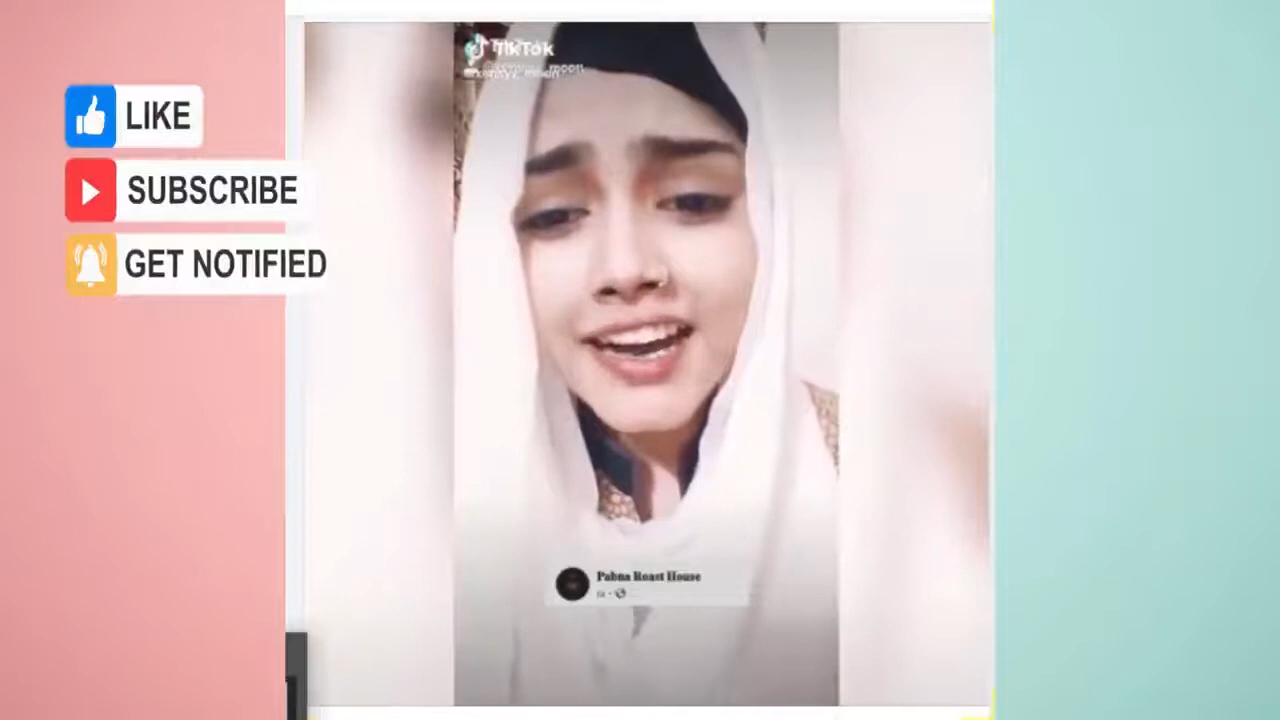 LIKE
SUBSCRIBE
GET NOTIFIED
TikTok
Pabna Roast House